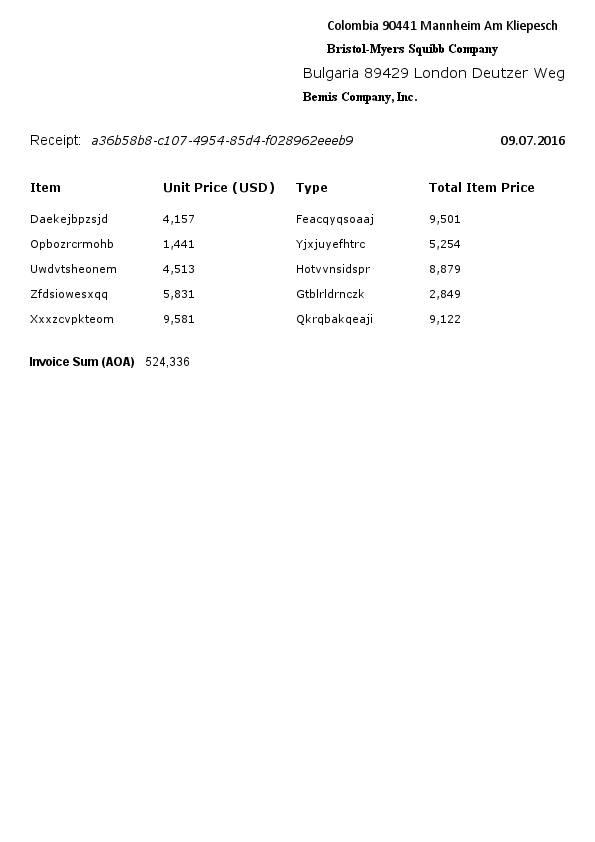 Colombia 90441 Mannheim Am Kliepesch
Bristol-Myers Squibb Company
Bulgaria 89429 London Deutzer Weg
Bemis Company, Inc.
Receipt: a36b58b8-c107-4954-85d4-f028962eeeb9 09.07.2016
Item Unit Price (USD) Type Total Item Price
Daekejbpzsjd 4,157 Feacqyqsoaaj 9,501
Opbozrcrmohb 1,441 Yjxjuyefhtrc 5,254
Uwdvtsheonem 4,513 Hotvvnsidspr 8,879
Zfdsiowesxqq 5,831 Gtblrldrnczk 2,849
Xxxzcvpkteom 9,581 Qkrqbakqeaji 9,122
Invoice Sum (AOA) 524,336